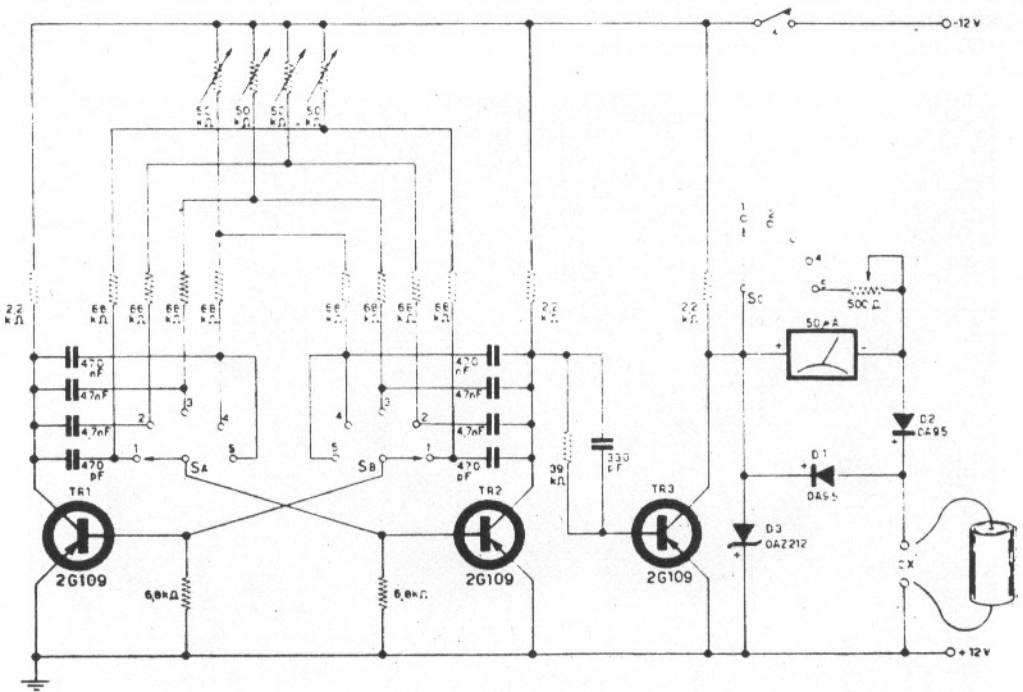 -12 V
50 kΩ
50 kΩ
1
2
4
5
SC
500 Ω
2,2 kΩ
68 kΩ
68 kΩ
68 kΩ
68 kΩ
68 kΩ
68 kΩ
68 kΩ
2,2 kΩ
2,2 kΩ
50 µA
+
-
470 nF
47nF
4,7nF
470 pF
3
2
4
1
5
SA
470 nF
47nF
4,7nF
470 pF
3
4
2
5
1
SB
39 kΩ
330 pF
D2
OA95
+
D1
+
OA95
D3
OAZ212
+
CX
TR1
2G109
TR2
2G109
TR3
2G109
6,8kΩ
6,8kΩ
+12 V